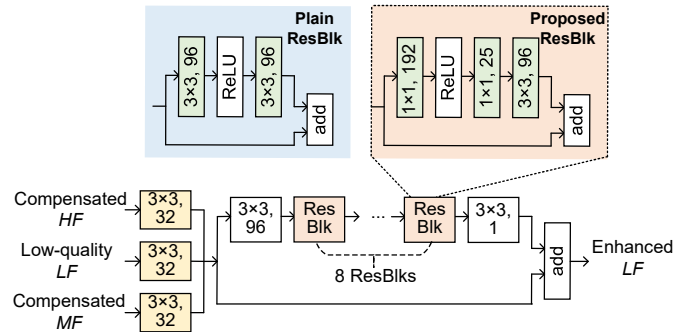 Plain
ResBlk
3×3, 96
ReLU
3×3, 96
add
Proposed
ResBlk
1×1, 192
ReLU
1×1, 25
3×3, 96
add
Compensated
HF
3×3,
32
Low-quality
LF
3×3,
32
Compensated
MF
3×3,
32
3×3,
96
Res
Blk
...
Res
Blk
3×3,
1
8 ResBlks
add
Enhanced
LF